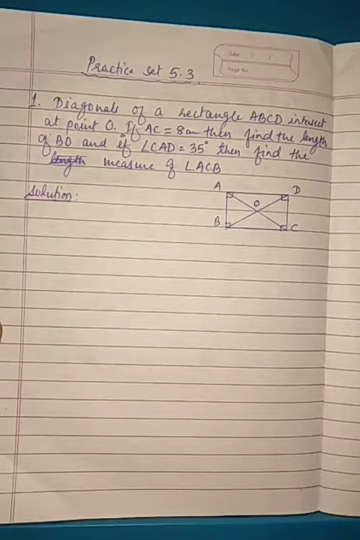 Date / /
Page No.
Practice set 5.3
1. Diagonals of a rectangle ABCD intersect
at point O. If AC = 8cm then find the length
of BO and if ∠CAD = 35° then find the
measure of ∠ACB
Solution:
A D
O
B C